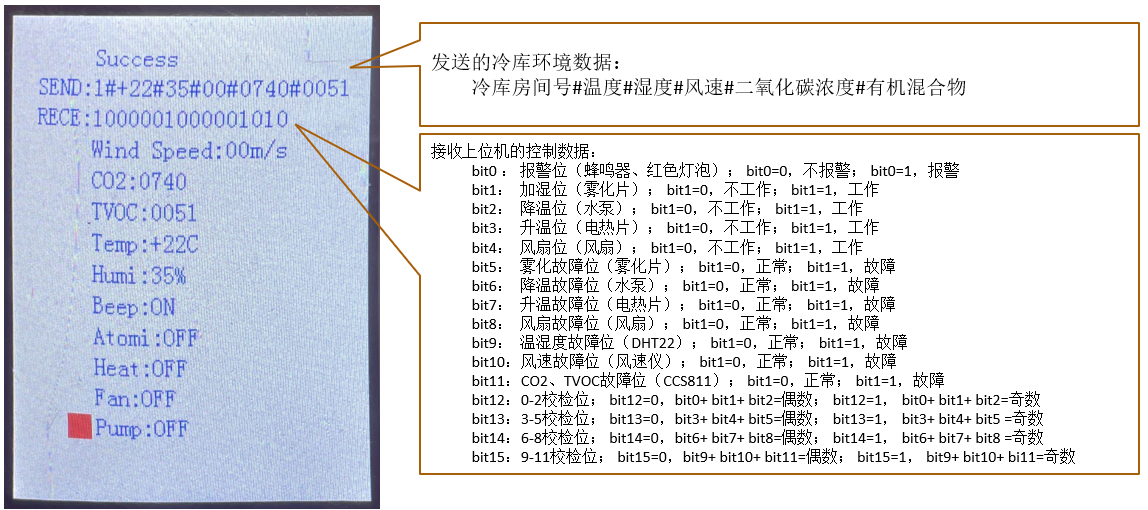 Success
SEND:1#+22#35#00#0740#0051
RECE:1000001000001010
Wind Speed:00m/s
CO2:0740
TVOC:0051
Temp:+22C
Humi:35%
Beep:ON
Atomi:OFF
Heat:OFF
Fan:OFF
Pump:OFF
发送的冷库环境数据：
冷库房间号#温度#湿度#风速#二氧化碳浓度#有机混合物
接收上位机的控制数据：
bit0： 报警位（蜂鸣器、红色灯泡）； bit0=0，不报警； bit0=1，报警
bit1： 加湿位（雾化片）； bit1=0，不工作； bit1=1，工作
bit2： 降温位（水泵）； bit1=0，不工作； bit1=1，工作
bit3： 升温位（电热片）； bit1=0，不工作； bit1=1，工作
bit4： 风扇位（风扇）； bit1=0，不工作； bit1=1，工作
bit5： 雾化故障位（雾化片）； bit1=0，正常； bit1=1，故障
bit6： 降温故障位（水泵）； bit1=0，正常； bit1=1，故障
bit7： 升温故障位（电热片）； bit1=0，正常； bit1=1，故障
bit8： 风扇故障位（风扇）； bit1=0，正常； bit1=1，故障
bit9： 温湿度故障位（DHT22）； bit1=0，正常； bit1=1，故障
bit10：风速故障位（风速仪）； bit1=0，正常； bit1=1，故障
bit11：CO2、TVOC故障位（CCS811）； bit1=0，正常； bit1=1，故障
bit12：0-2校检位； bit12=0，bit0+ bit1+ bit2=偶数； bit12=1， bit0+ bit1+ bit2=奇数
bit13：3-5校检位； bit13=0，bit3+ bit4+ bit5=偶数； bit13=1， bit3+ bit4+ bit5 =奇数
bit14：6-8校检位； bit14=0，bit6+ bit7+ bit8=偶数； bit14=1， bit6+ bit7+ bit8 =奇数
bit15：9-11校检位； bit15=0，bit9+ bit10+ bit11=偶数； bit15=1， bit9+ bit10+ bi11=奇数